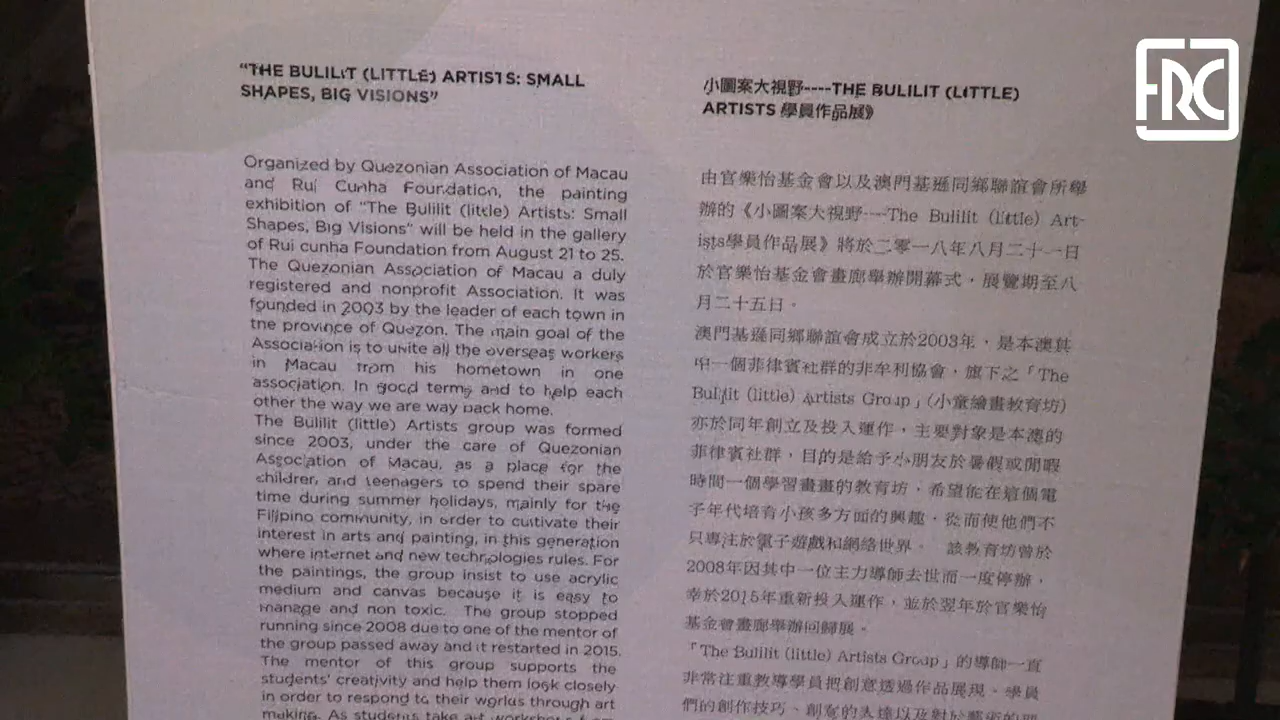 FRC
"THE BULILIT (LITTLE) ARTISTS: SMALL
SHAPES, BIG VISIONS"
Organized by Quezonian Association of Macau
and Rui Cunha Foundation, the painting
exhibition of "The Bulilit (little) Artists: Small
Shapes, Big Visions" will be held in the gallery
of Rui cunha Foundation from August 21 to 25.
The Quezonian Association of Macau a duly
registered and nonprofit Association. It was
founded in 2003 by the leader of each town in
the province of Quezon. The main goal of the
Association is to unite all the overseas workers
in Macau from his hometown in one
association. In good terms and to help each
other the way we are way back home.
The Bulilit (little) Artists group was formed
since 2003, under the care of Quezonian
Association of Macau, as a place for the
children, and teenagers to spend their spare
time during summer holidays, mainly for the
Filipino community, in order to cultivate their
interest in arts and painting, in this generation
where internet and new technologies rules. For
the paintings, the group insist to use acrylic
medium and canvas because it is easy to
manage and non toxic. The group stopped
running since 2008 due to one of the mentor of
the group passed away and it restarted in 2015.
The mentor of this group supports the
students' creativity and help them look closely
in order to respond to their worlds through art
making. As students take art workshops from
小圖案大視野----THE BULILIT (LITTLE)
ARTISTS 學員作品展》
由官樂怡基金會以及澳門基遜同鄉聯誼會所舉
辦的《小圖案大視野----The Bulilit (little) Art-
ists學員作品展》將於二零一八年八月二十一日
於官樂怡基金會畫廊舉辦開幕式，展覽期至八
月二十五日。
澳門基遜同鄉聯誼會成立於2003年，是本澳其
中一個菲律賓社群的非牟利協會，旗下之「The
Bulilit (little) Artists Group」(小童繪畫教育坊)
亦於同年創立及投入運作，主要對象是本澳的
菲律賓社群，目的是給予小朋友於暑假或閒暇
時間一個學習畫畫的教育坊，希望能在這個電
子年代培育小孩多方面的興趣，從而使他們不
只專注於電子遊戲和網絡世界。 該教育坊曾於
2008年因其中一位主力導師去世而一度停辦，
幸於2015年重新投入運作，並於翌年於官樂怡
基金會畫廊舉辦回歸展。
「The Bulilit (little) Artists Group」的導師一直
非常注重教導學員把創意透過作品展現。學員
們的創作技巧、創意的表達以及對於藝術的